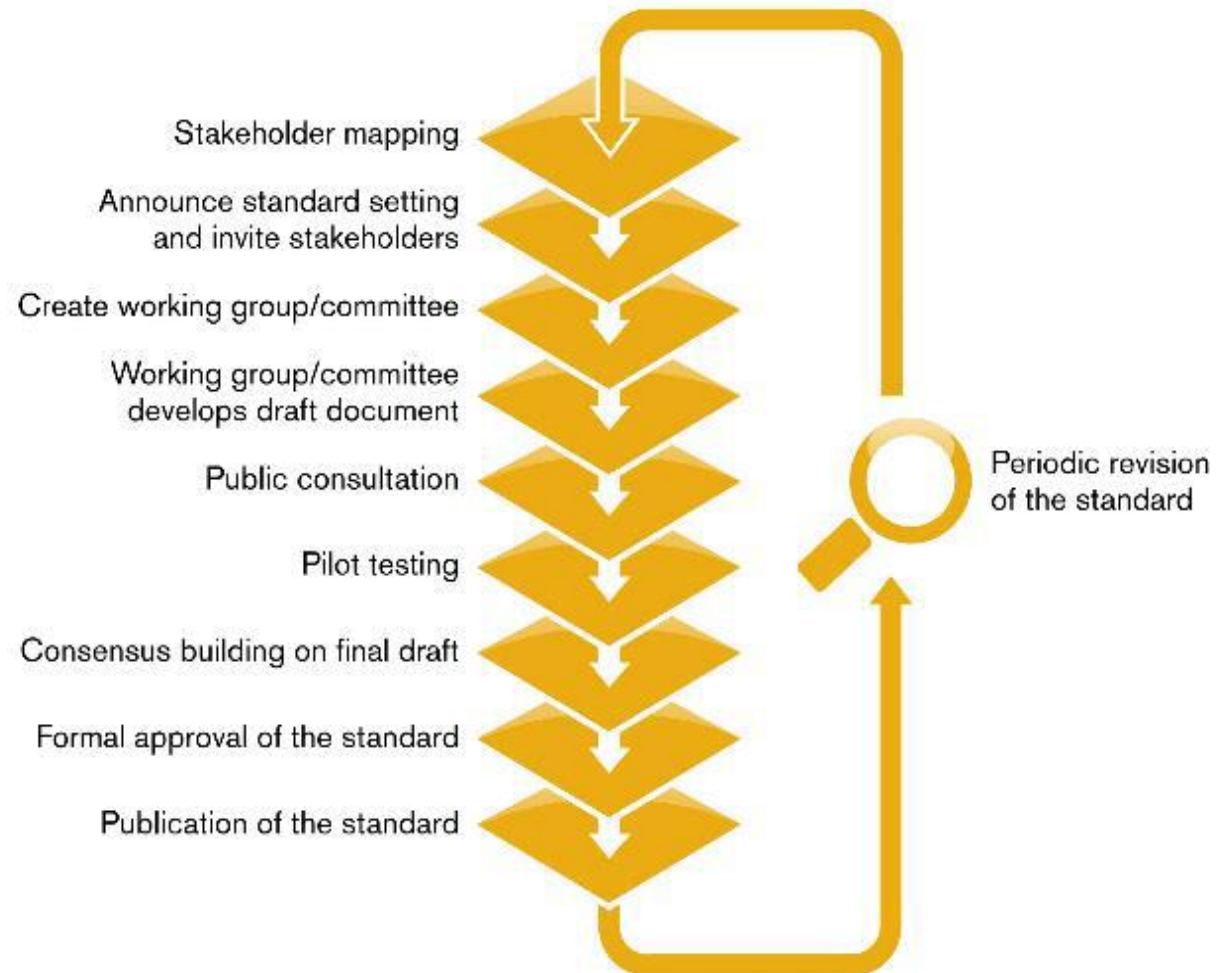 Stakeholder mapping
Announce standard setting
and invite stakeholders
Create working group/committee
Working group/committee
develops draft document
Public consultation
Pilot testing
Consensus building on final draft
Formal approval of the standard
Publication of the standard
Periodic revision
of the standard